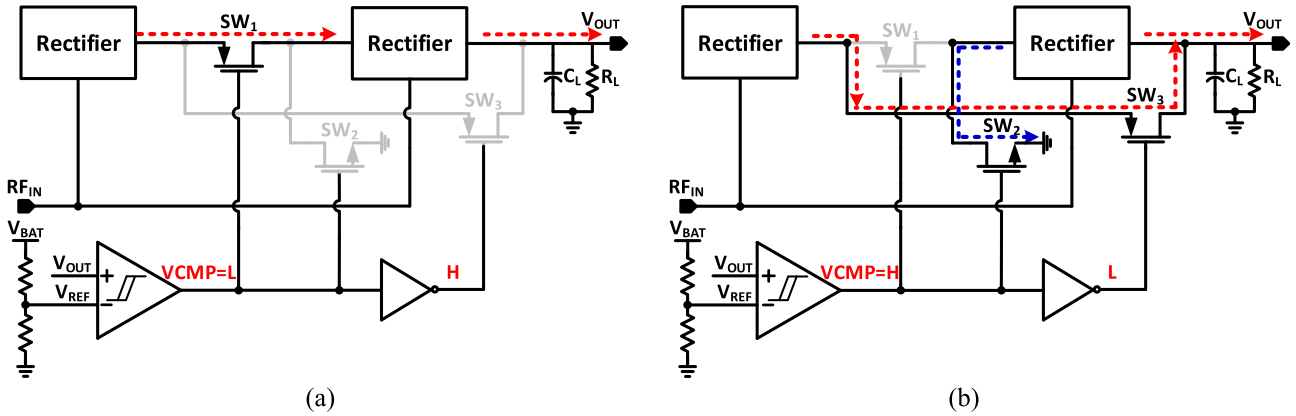 SW1
VOUT
Rectifier
Rectifier
CL
RL
SW3
SW2
RFIN
VBAT
VOUT
VREF
+
−
VCMP=L
H
(a)
SW1
VOUT
Rectifier
Rectifier
CL
RL
SW3
SW2
RFIN
VBAT
VOUT
VREF
+
−
VCMP=H
L
(b)